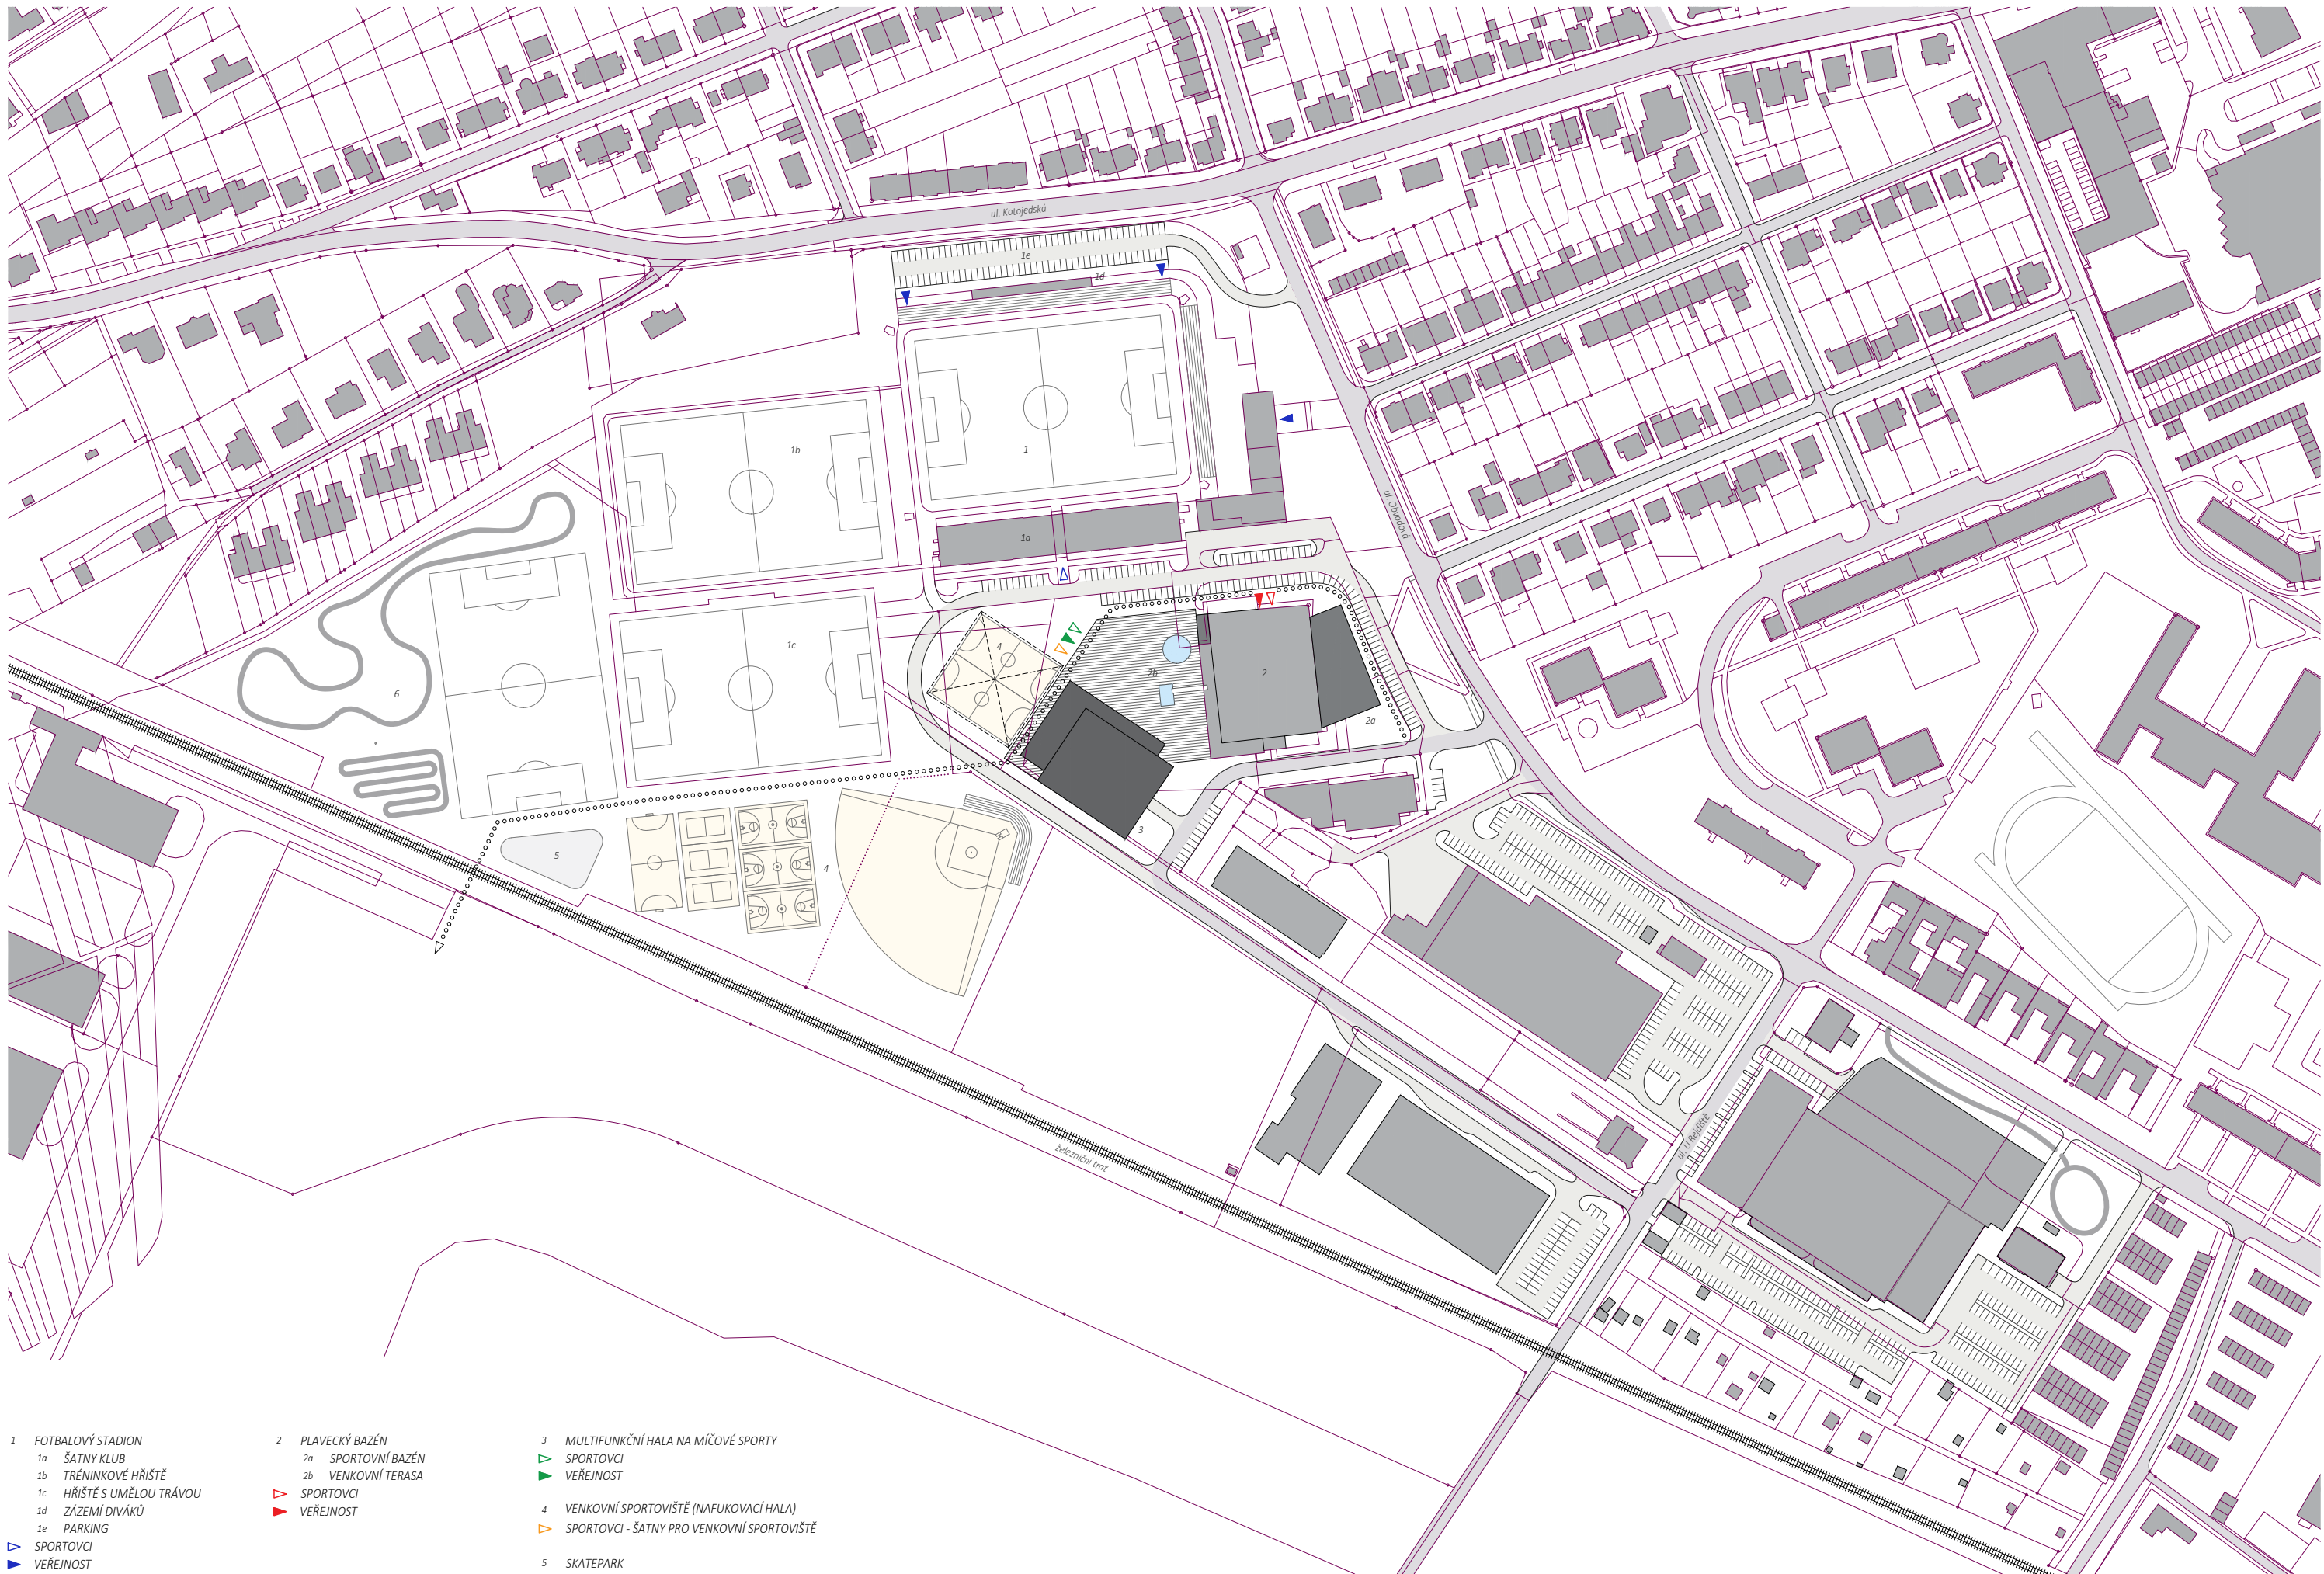 ul. Kotojedská
1e
1d
1b
1
ul. Obvodová
1a
1c
4
2b
2
6
2a
3
5
4
ul. U Rejdiště
železniční trať
1 FOTBALOVÝ STADION
1a ŠATNY KLUB
1b TRÉNINKOVÉ HŘIŠTĚ
1c HŘIŠTĚ S UMĚLOU TRÁVOU
1d ZÁZEMÍ DIVÁKŮ
1e PARKING
SPORTOVCI
VEŘEJNOST
2 PLAVECKÝ BAZÉN
2a SPORTOVNÍ BAZÉN
2b VENKOVNÍ TERASA
SPORTOVCI
VEŘEJNOST
3 MULTIFUNKČNÍ HALA NA MÍČOVÉ SPORTY
SPORTOVCI
VEŘEJNOST
4 VENKOVNÍ SPORTOVIŠTĚ (NAFUKOVACÍ HALA)
SPORTOVCI - ŠATNY PRO VENKOVNÍ SPORTOVIŠTĚ
5 SKATEPARK